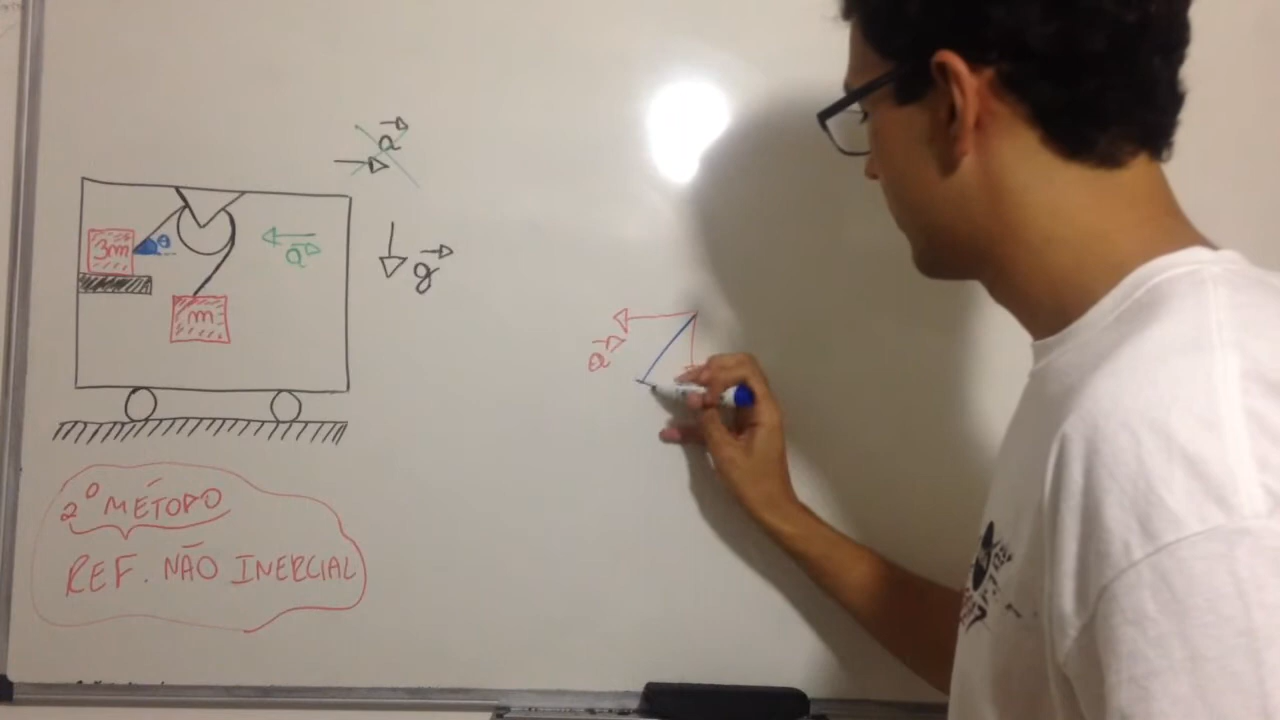 a
3m
θ
a
g
m
a
2º MÉTODO
REF. NÃO INERCIAL